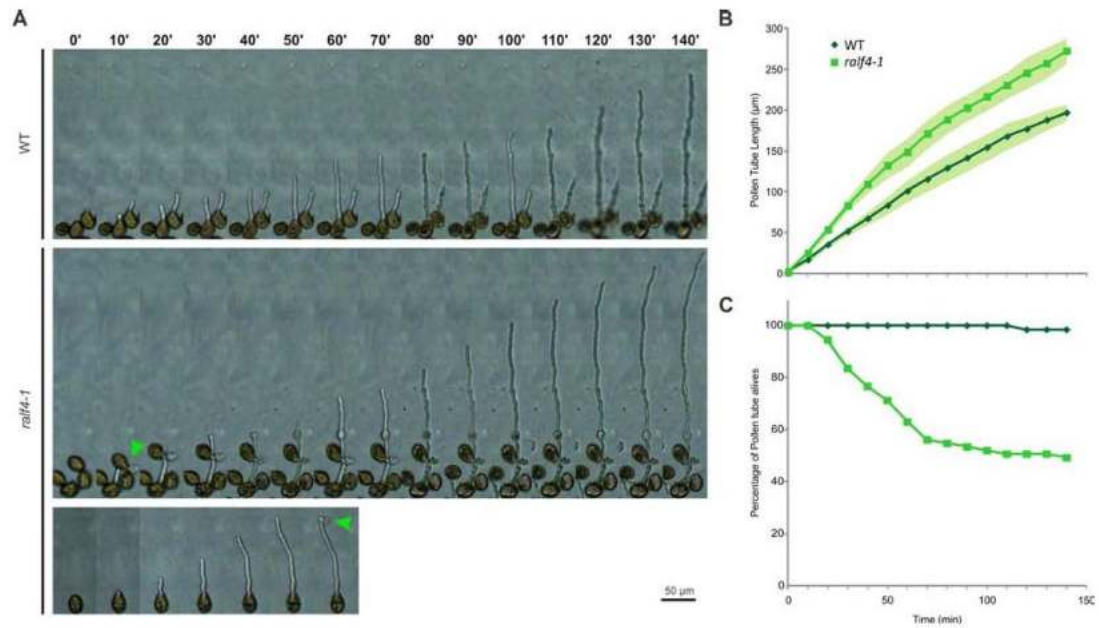 A
0' 10' 20' 30' 40' 50' 60' 70' 80' 90' 100' 110' 120' 130' 140'
WT
ralf4-1
50 µm
B
300
250
200
150
100
50
0
Pollen Tube Length (µm)
WT
ralf4-1
C
100
80
60
40
20
0
Percentage of Pollen tube alives
0 50 100 150
Time (min)